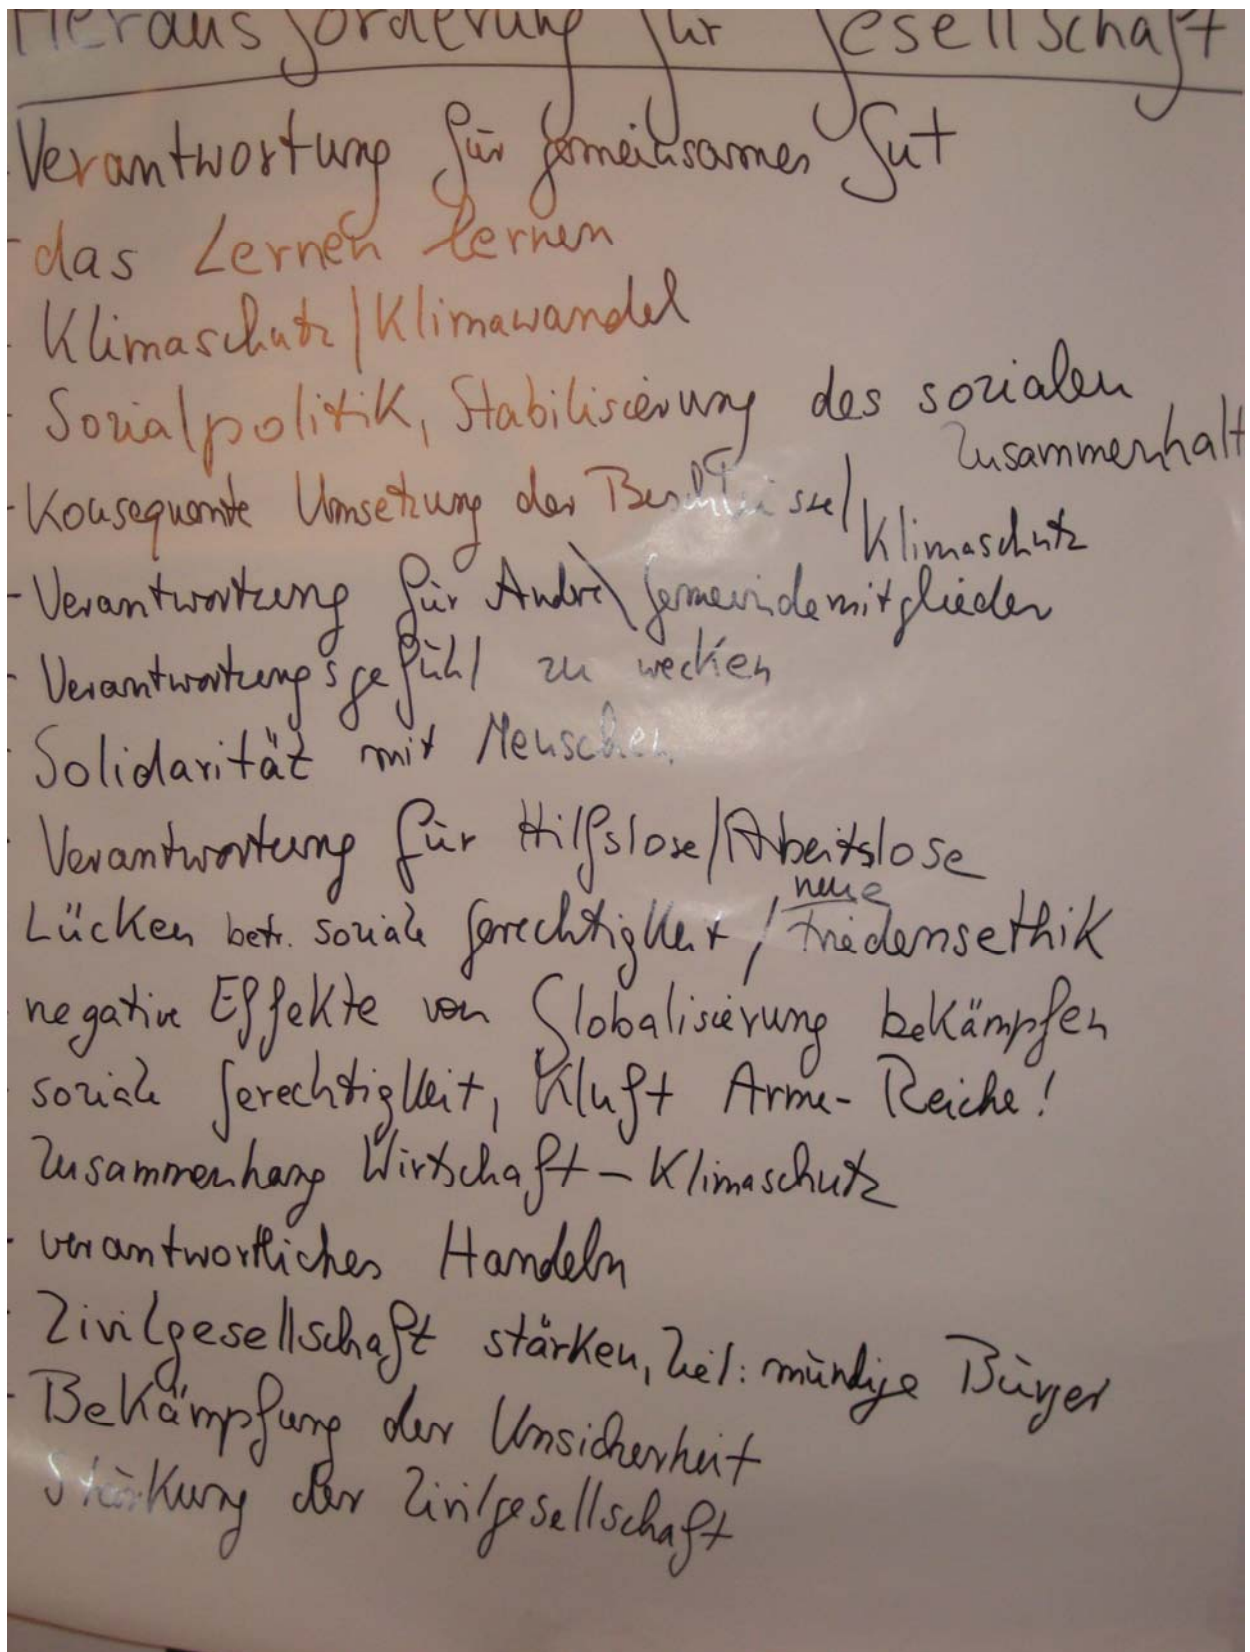 Herausforderung für Gesellschaft
Verantwortung für gemeinsames Gut
- das Lernen lernen
- Klimaschutz/Klimawandel
- Sozialpolitik, Stabilisierung des sozialen
Zusammenhalt
- Konsequente Umsetzung der Beschlüsse/
Klimaschutz
- Verantwortung für Andre\Gemeindemitglieder
- Verantwortungsgefühl zu wecken
- Solidarität mit Menschen
- Verantwortung für Hilfslose/Arbeitslose
neue
Lücken betr. soziale Gerechtigkeit / Friedensethik
negative Effekte von Globalisierung bekämpfen
- soziale Gerechtigkeit, Kluft Arme-Reiche!
Zusammenhang Wirtschaft – Klimaschutz
- verantwortliches Handeln
- Zivilgesellschaft stärken, Ziel: mündige Bürger
- Bekämpfung der Unsicherheit
Stärkung der Zivilgesellschaft